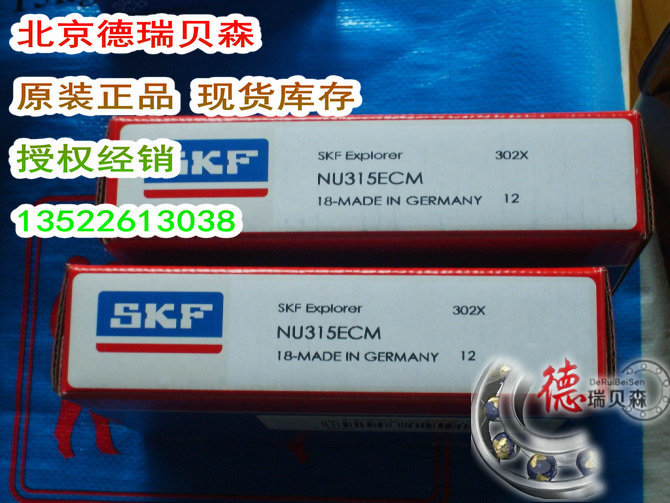 北京德瑞贝森
原装正品 现货库存
授权经销
13522613038
SKF
SKF Explorer 302X
NU315ECM
18-MADE IN GERMANY 12
SKF
SKF Explorer 302X
NU315ECM
18-MADE IN GERMANY 12
DeRuiBeiSen
德瑞贝森